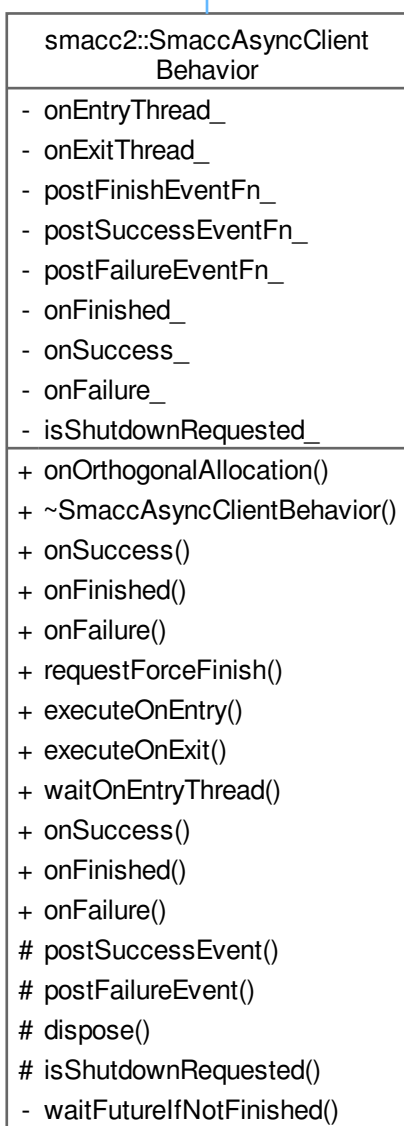 smacc2::SmaccAsyncClient
Behavior
- onEntryThread_
- onExitThread_
- postFinishEventFn_
- postSuccessEventFn_
- postFailureEventFn_
- onFinished_
- onSuccess_
- onFailure_
- isShutdownRequested_
+ onOrthogonalAllocation()
+ ~SmaccAsyncClientBehavior()
+ onSuccess()
+ onFinished()
+ onFailure()
+ requestForceFinish()
+ executeOnEntry()
+ executeOnExit()
+ waitOnEntryThread()
+ onSuccess()
+ onFinished()
+ onFailure()
# postSuccessEvent()
# postFailureEvent()
# dispose()
# isShutdownRequested()
- waitFutureIfNotFinished()